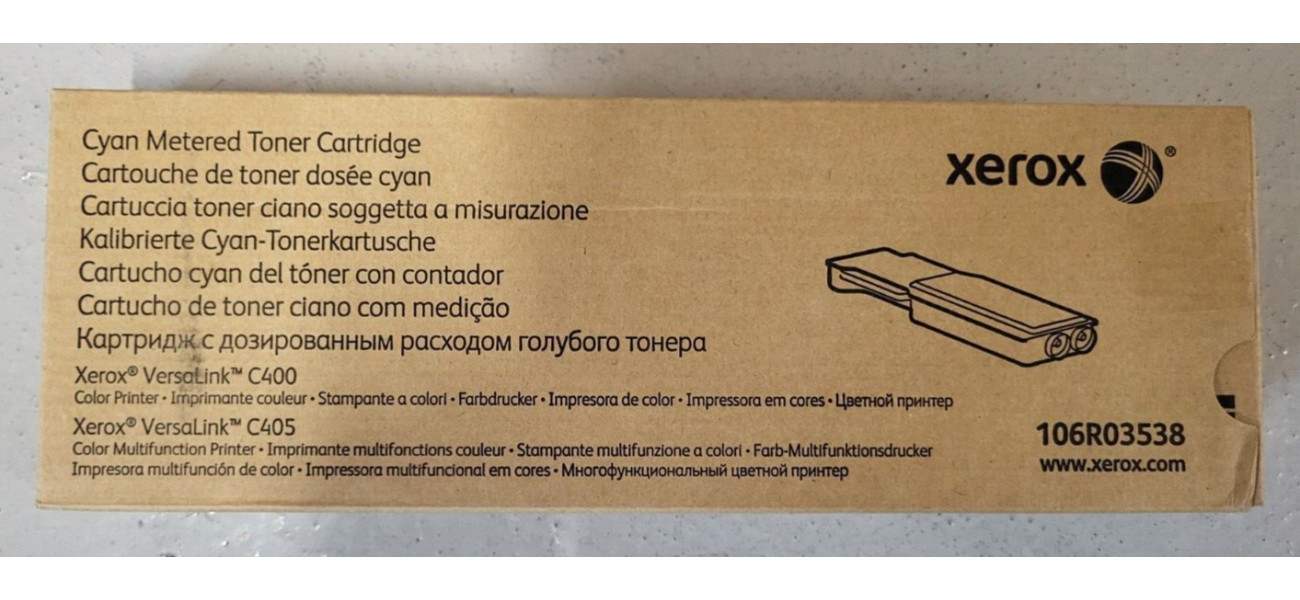 Cyan Metered Toner Cartridge
Cartouche de toner dosée cyan
Cartuccia toner ciano soggetta a misurazione
Kalibrierte Cyan-Tonerkartusche
Cartucho cyan del tóner con contador
Cartucho de toner ciano com medição
Картридж с дозированным расходом голубого тонера
Xerox® VersaLink™ C400
Color Printer • Imprimante couleur • Stampante a colori • Farbdrucker • Impresora de color • Impressora em cores • Цветной принтер
Xerox® VersaLink™ C405
Color Multifunction Printer • Imprimante multifonctions couleur • Stampante multifunzione a colori • Farb-Multifunktionsdrucker
Impresora multifunción de color • Impressora multifuncional em cores • Многофункциональный цветной принтер
xerox ®
106R03538
www.xerox.com